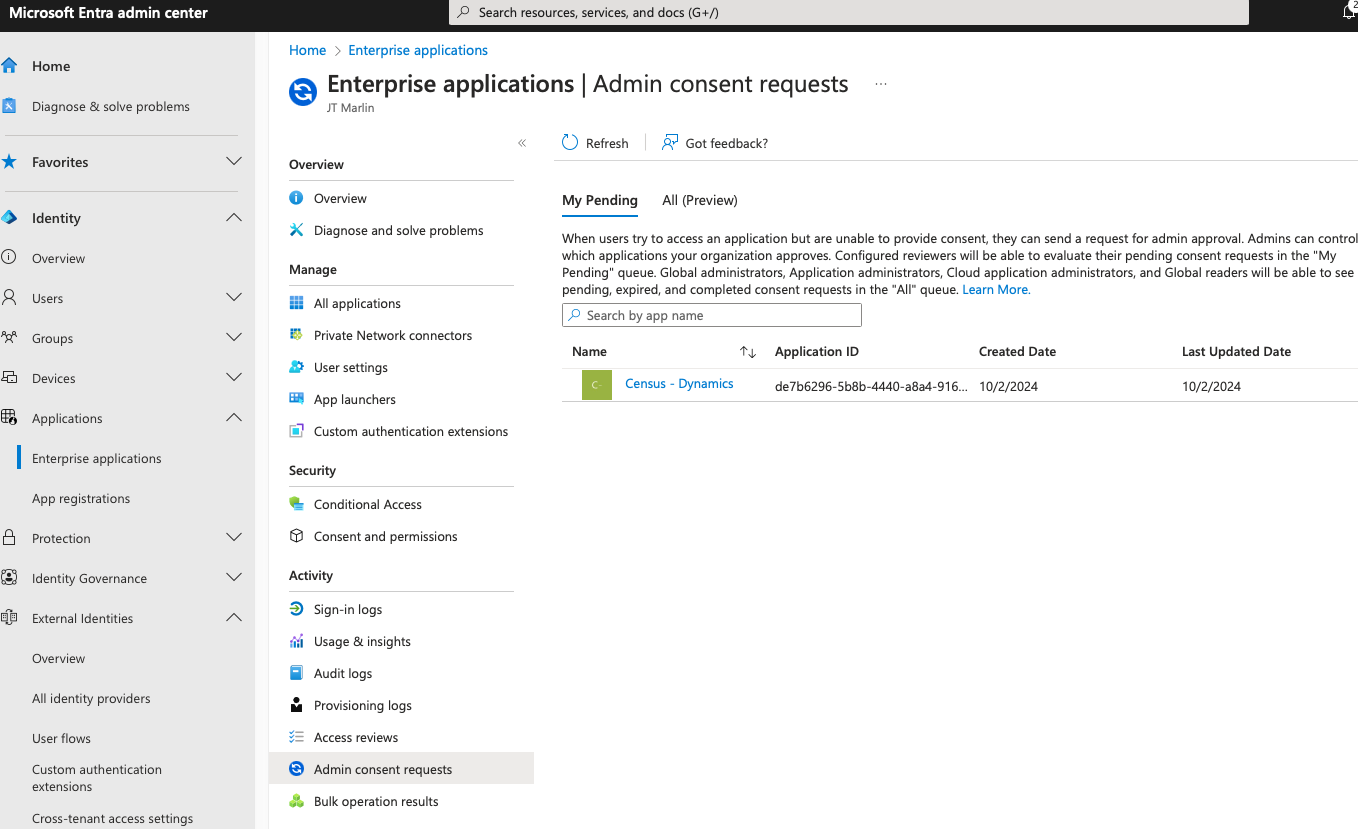 Microsoft Entra admin center
Search resources, services, and docs (G+/)
2
Home
Diagnose & solve problems
Favorites
Identity
Overview
Users
Groups
Devices
Applications
Enterprise applications
App registrations
Protection
Identity Governance
External Identities
Overview
All identity providers
User flows
Custom authentication
extensions
Cross-tenant access settings
Home > Enterprise applications
Enterprise applications | Admin consent requests ...
JT Marlin
«
Overview
Overview
Diagnose and solve problems
Manage
All applications
Private Network connectors
User settings
App launchers
Custom authentication extensions
Security
Conditional Access
Consent and permissions
Activity
Sign-in logs
Usage & insights
Audit logs
Provisioning logs
Access reviews
Admin consent requests
Bulk operation results
Refresh Got feedback?
My Pending All (Preview)
When users try to access an application but are unable to provide consent, they can send a request for admin approval. Admins can control
which applications your organization approves. Configured reviewers will be able to evaluate their pending consent requests in the "My
Pending" queue. Global administrators, Application administrators, Cloud application administrators, and Global readers will be able to see
pending, expired, and completed consent requests in the "All" queue. Learn More.
Search by app name
Name Application ID Created Date Last Updated Date
C- Census - Dynamics de7b6296-5b8b-4440-a8a4-916... 10/2/2024 10/2/2024